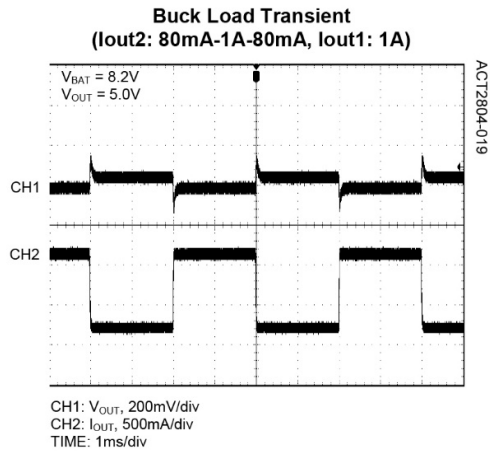 Buck Load Transient
(Iout2: 80mA-1A-80mA, Iout1: 1A)
VBAT = 8.2V
VOUT = 5.0V
ACT2804-019
CH1
CH2
CH1: VOUT, 200mV/div
CH2: IOUT, 500mA/div
TIME: 1ms/div